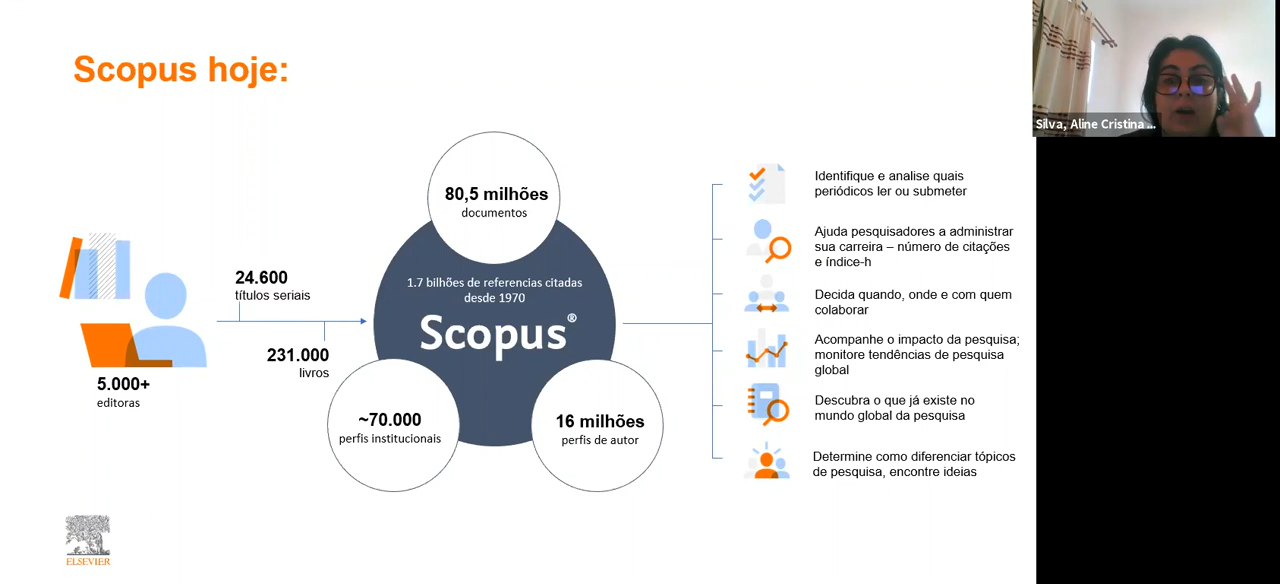 Scopus hoje:
Silva, Aline Cristina ...
80,5 milhões
documentos
24.600
títulos seriais
231.000
livros
5.000+
editoras
1.7 bilhões de referencias citadas
desde 1970
Scopus®
~70.000
perfis institucionais
16 milhões
perfis de autor
Identifique e analise quais
periódicos ler ou submeter
Ajuda pesquisadores a administrar
sua carreira – número de citações
e índice-h
Decida quando, onde e com quem
colaborar
Acompanhe o impacto da pesquisa;
monitore tendências de pesquisa
global
Descubra o que já existe no
mundo global da pesquisa
Determine como diferenciar tópicos
de pesquisa, encontre ideias
ELSEVIER